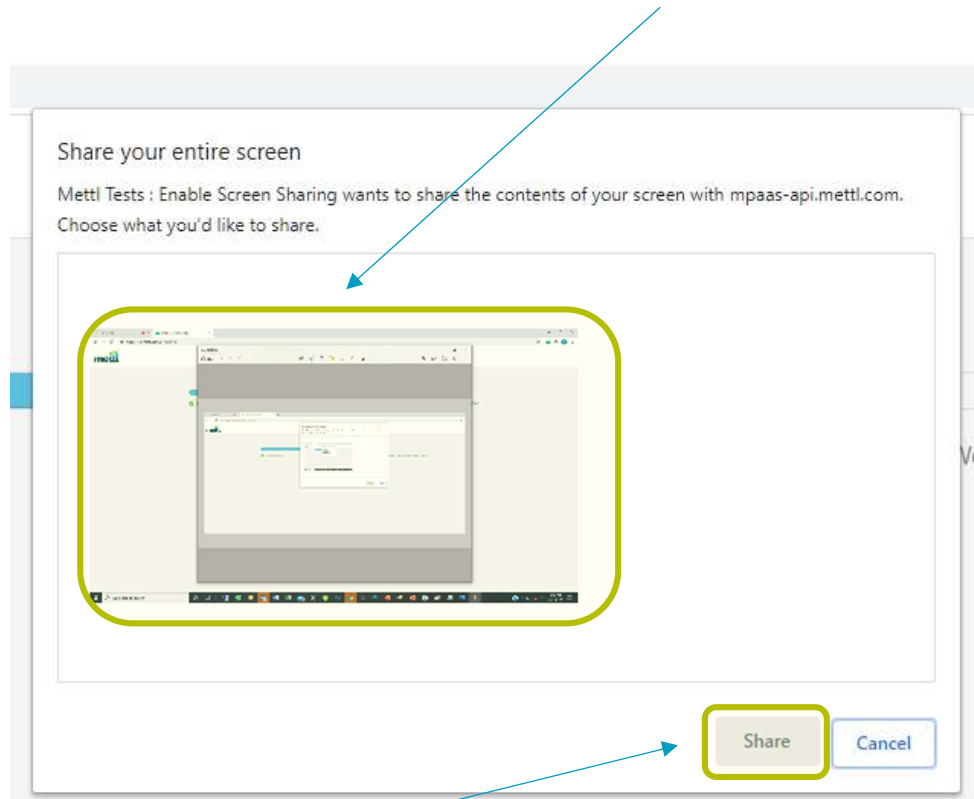 Share your entire screen
Mettl Tests : Enable Screen Sharing wants to share the contents of your screen with mpaas-api.mettl.com.
Choose what you'd like to share.
mettl
Share
Cancel